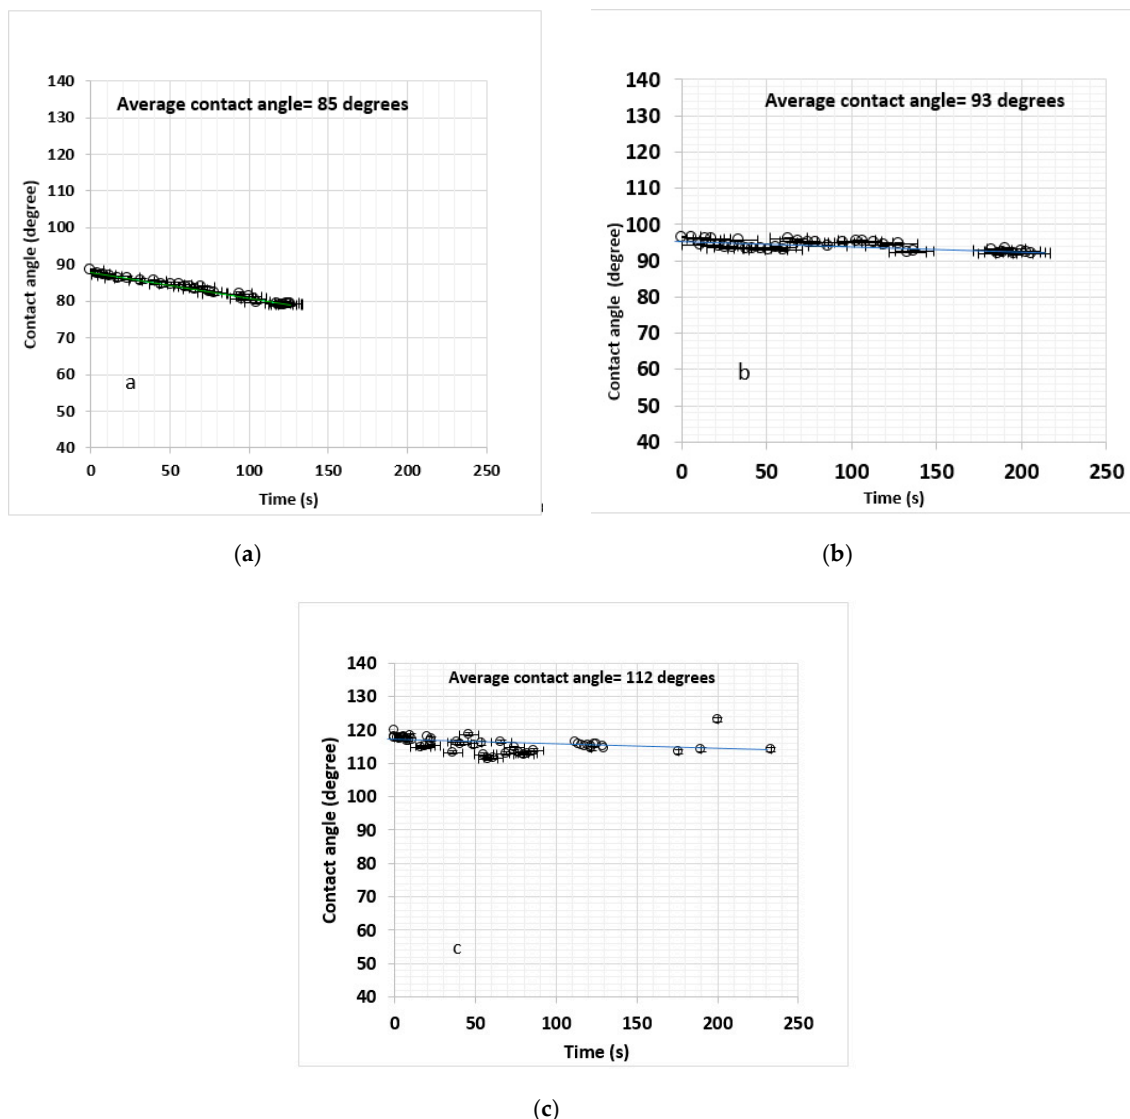 Average contact angle= 85 degrees
Contact angle (degree)
140
130
120
110
100
90
80
70
60
50
40
a
0 50 100 150 200 250
Time (s)
(a)
Average contact angle= 93 degrees
Contact angle (degree)
140
130
120
110
100
90
80
70
60
50
40
b
0 50 100 150 200 250
Time (s)
(b)
Average contact angle= 112 degrees
Contact angle (degree)
140
130
120
110
100
90
80
70
60
50
40
c
0 50 100 150 200 250
Time (s)
(c)